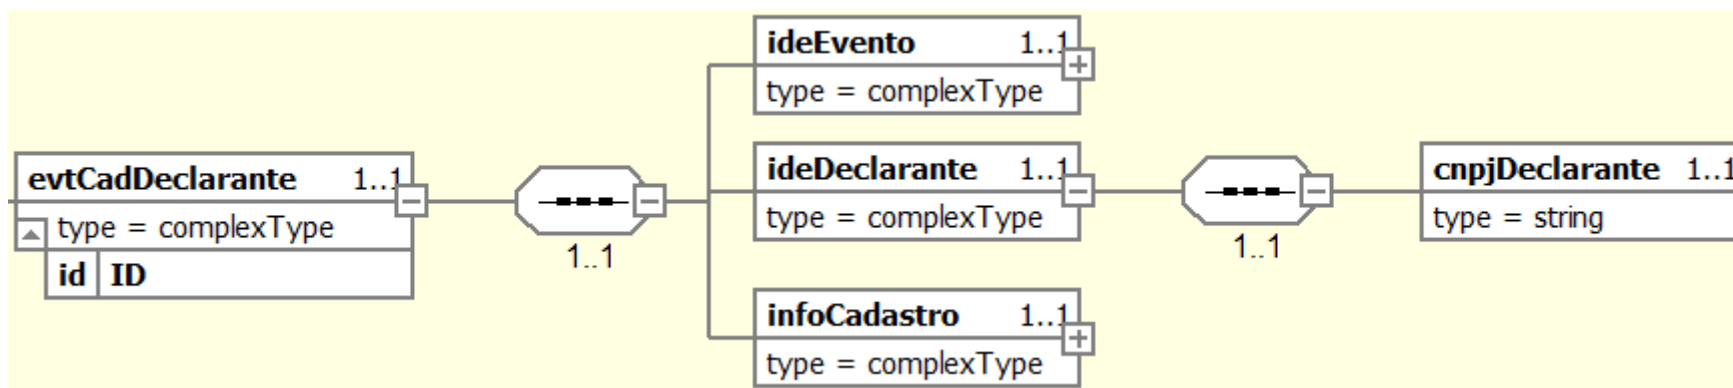 evtCadDeclarante 1..1
type = complexType
id ID
1..1
ideEvento 1..1
type = complexType
ideDeclarante 1..1
type = complexType
infoCadastro 1..1
type = complexType
1..1
cnpjDeclarante 1..1
type = string